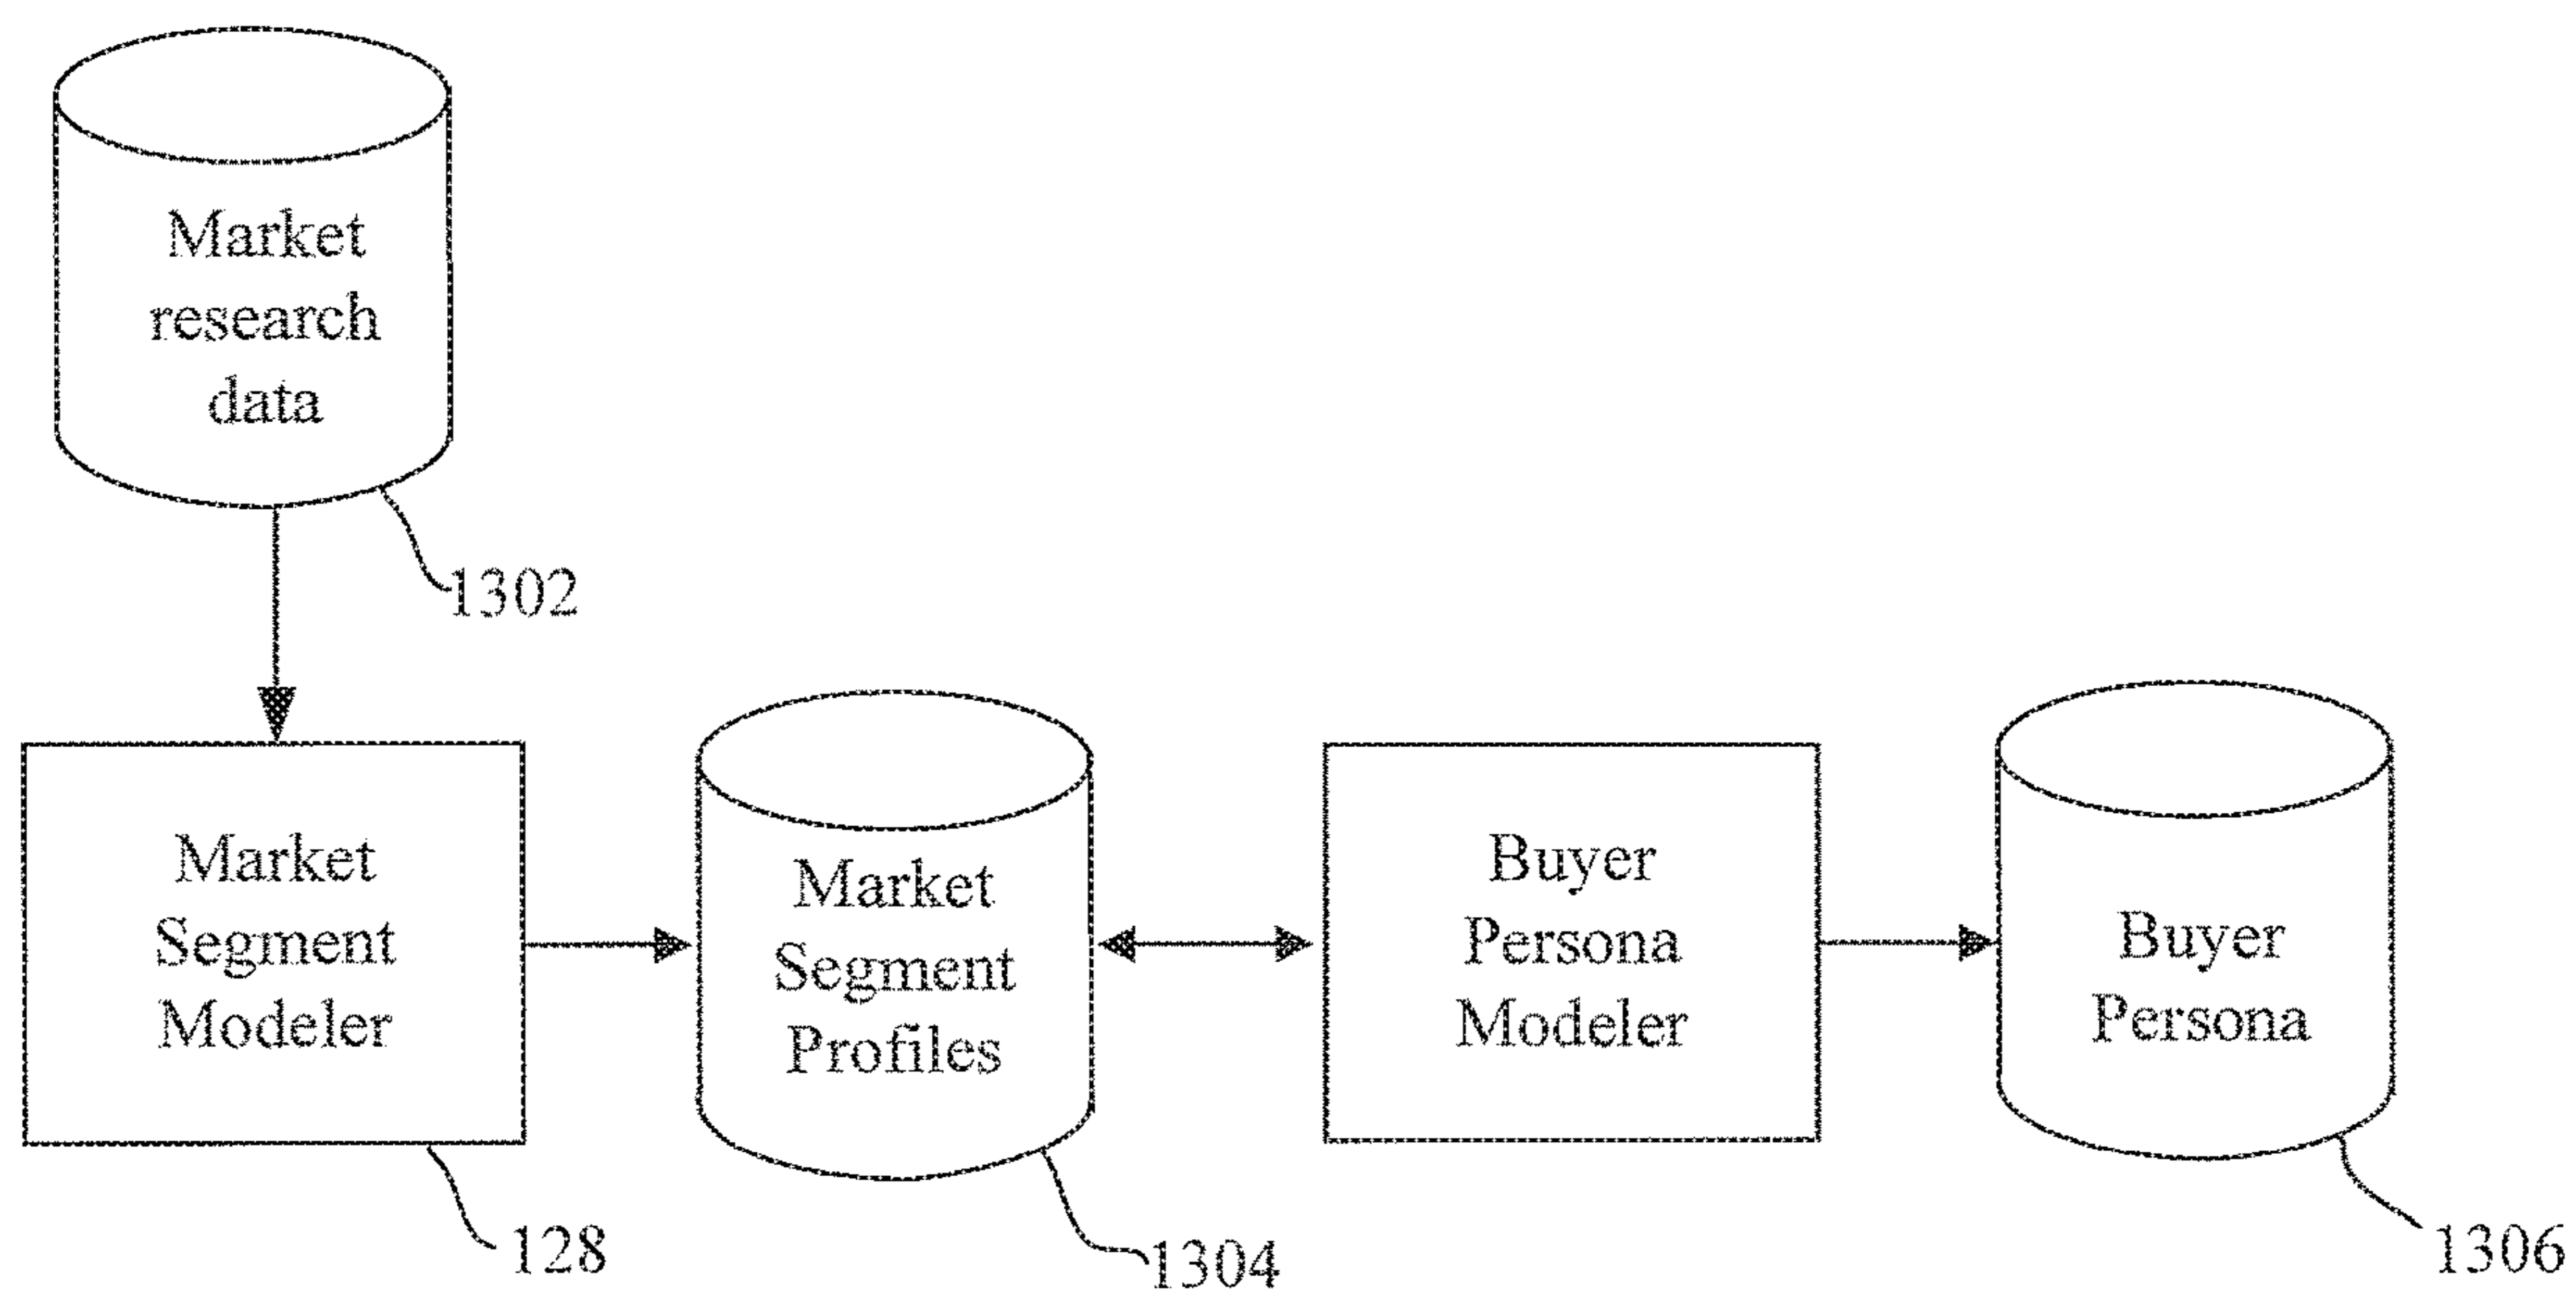 Market
research
data
1302
Market
Segment
Modeler
128
Market
Segment
Profiles
1304
Buyer
Persona
Modeler
Buyer
Persona
1306